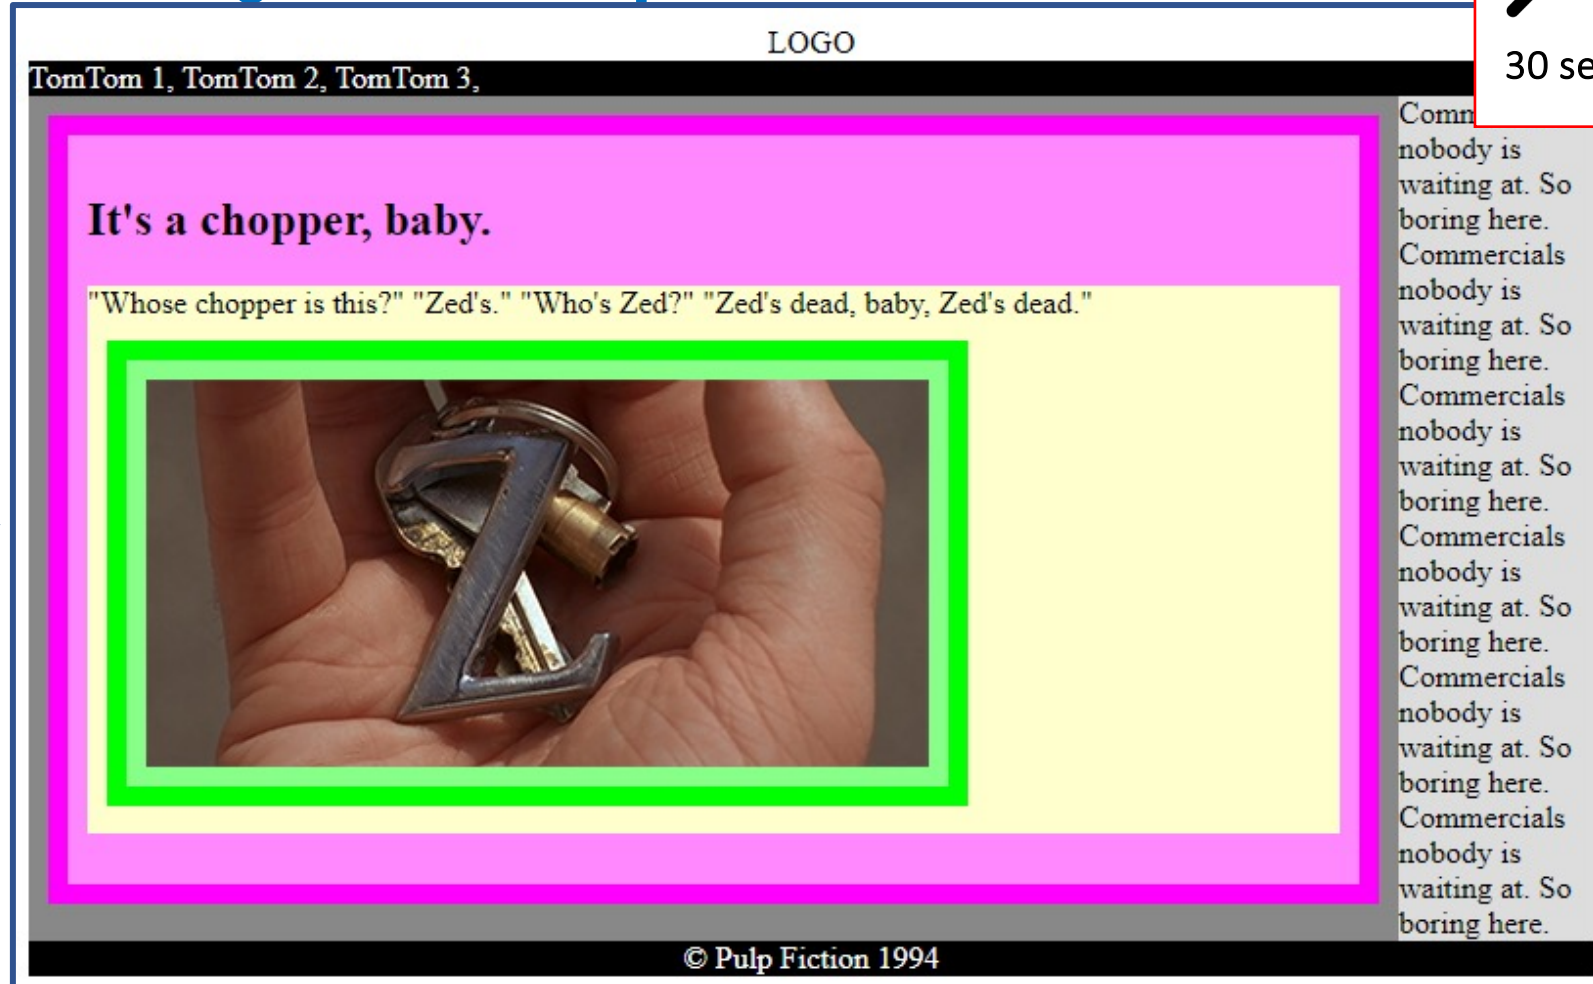 LOGO
30 se
TomTom 1, TomTom 2, TomTom 3,
It's a chopper, baby.
"Whose chopper is this?" "Zed's." "Who's Zed?" "Zed's dead, baby, Zed's dead."
Comm
nobody is
waiting at. So
boring here.
Commercials
nobody is
waiting at. So
boring here.
Commercials
nobody is
waiting at. So
boring here.
Commercials
nobody is
waiting at. So
boring here.
Commercials
nobody is
waiting at. So
boring here.
Commercials
nobody is
waiting at. So
boring here.
© Pulp Fiction 1994